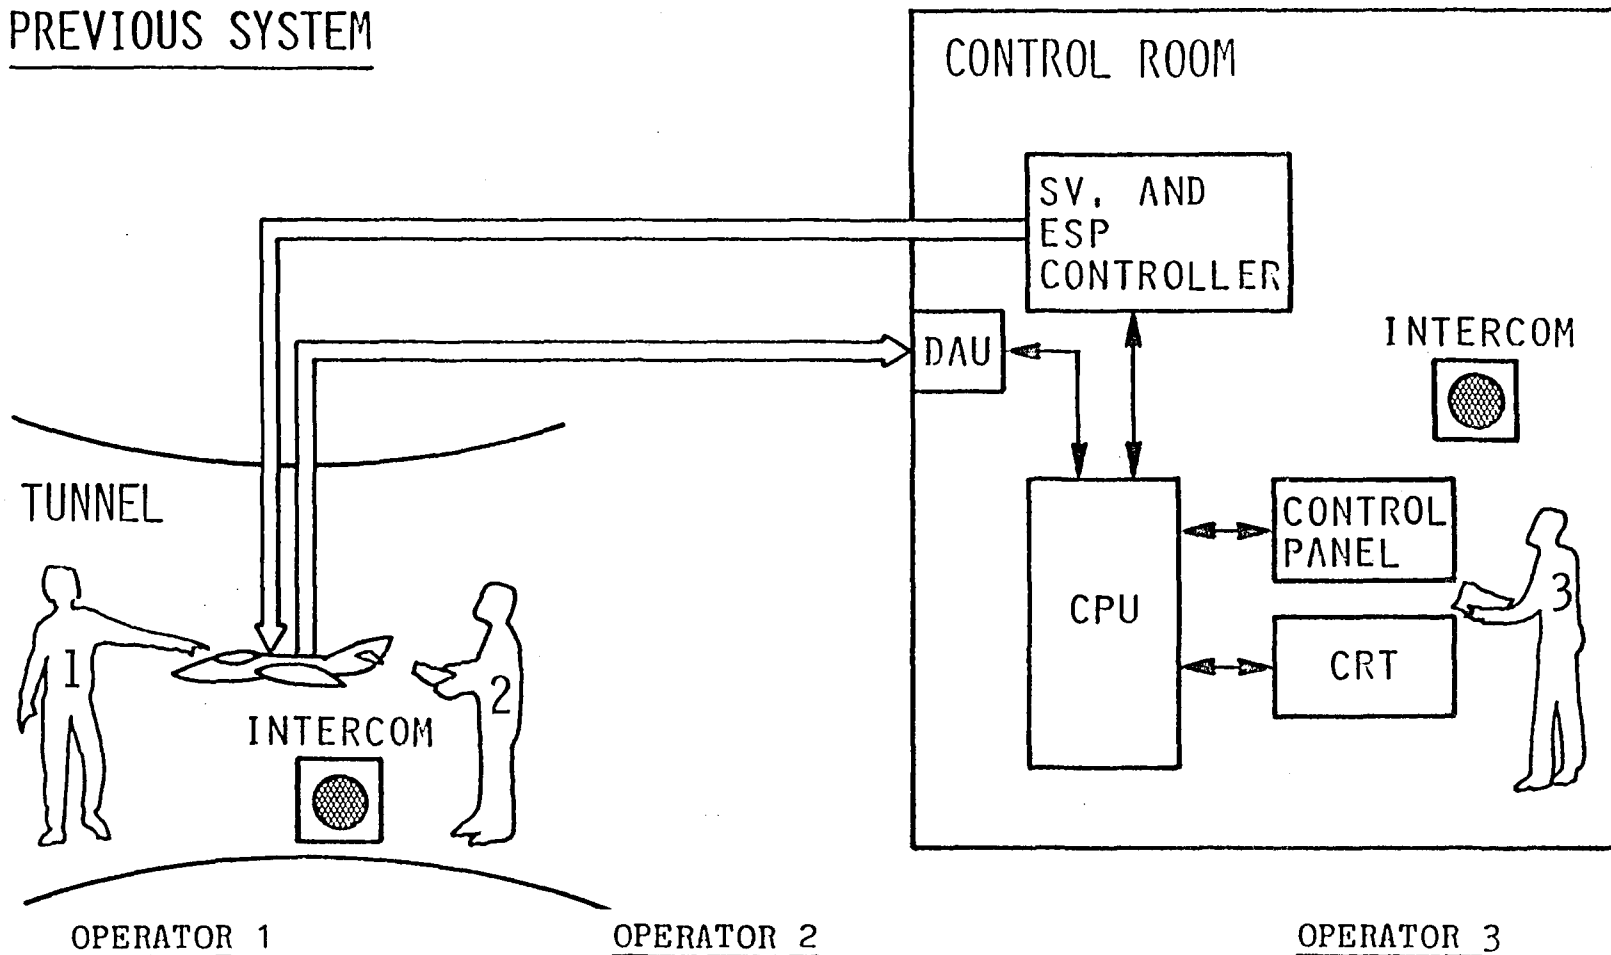 PREVIOUS SYSTEM
CONTROL ROOM
SV. AND
ESP
CONTROLLER
DAU
INTERCOM
TUNNEL
CONTROL
PANEL
CPU
CRT
1
2
3
INTERCOM
OPERATOR 1
OPERATOR 2
OPERATOR 3